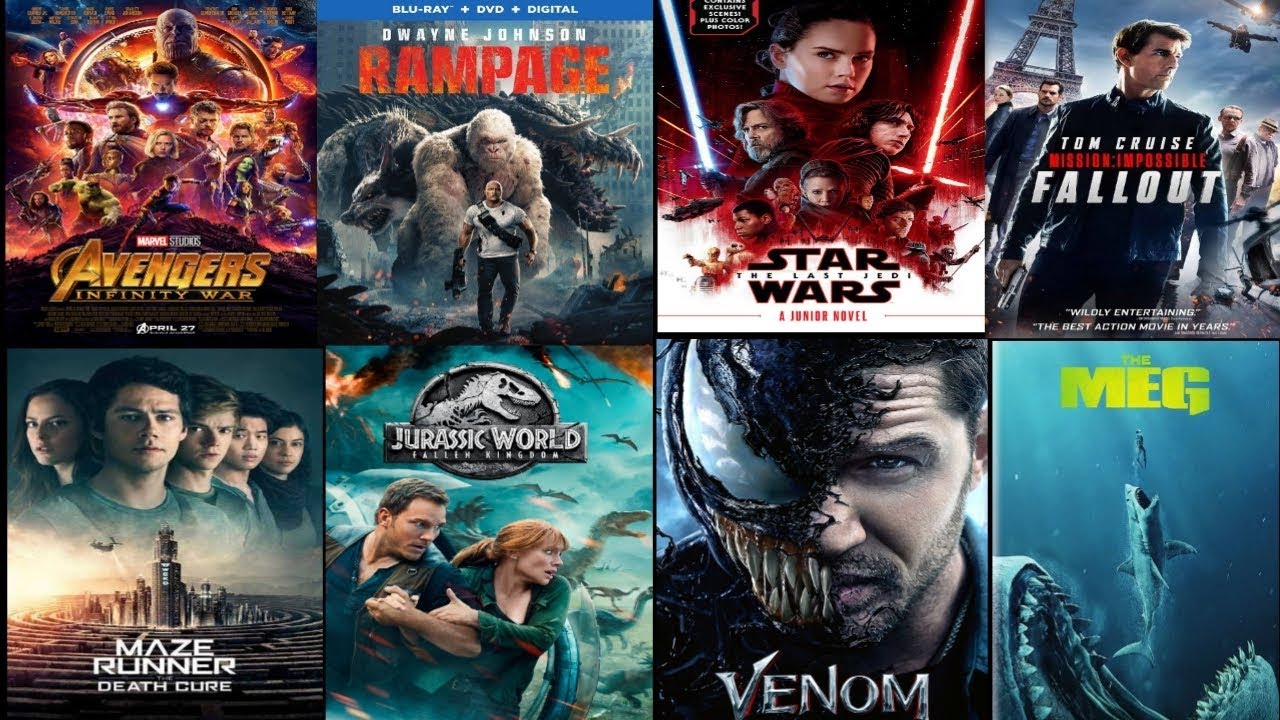 MARVEL STUDIOS
AVENGERS
INFINITY WAR
APRIL 27
BLU-RAY + DVD + DIGITAL
DWAYNE JOHNSON
RAMPAGE
CONTAINS
EXCLUSIVE
SCENES!
PLUS COLOR
PHOTOS!
STAR
THE LAST JEDI
WARS
A JUNIOR NOVEL
TOM CRUISE
MISSION:IMPOSSIBLE
FALLOUT
"WILDLY ENTERTAINING."
"THE BEST ACTION MOVIE IN YEARS."
MAZE
RUNNER
THE
DEATH CURE
JURASSIC WORLD
FALLEN KINGDOM
VENOM
THE
MEG